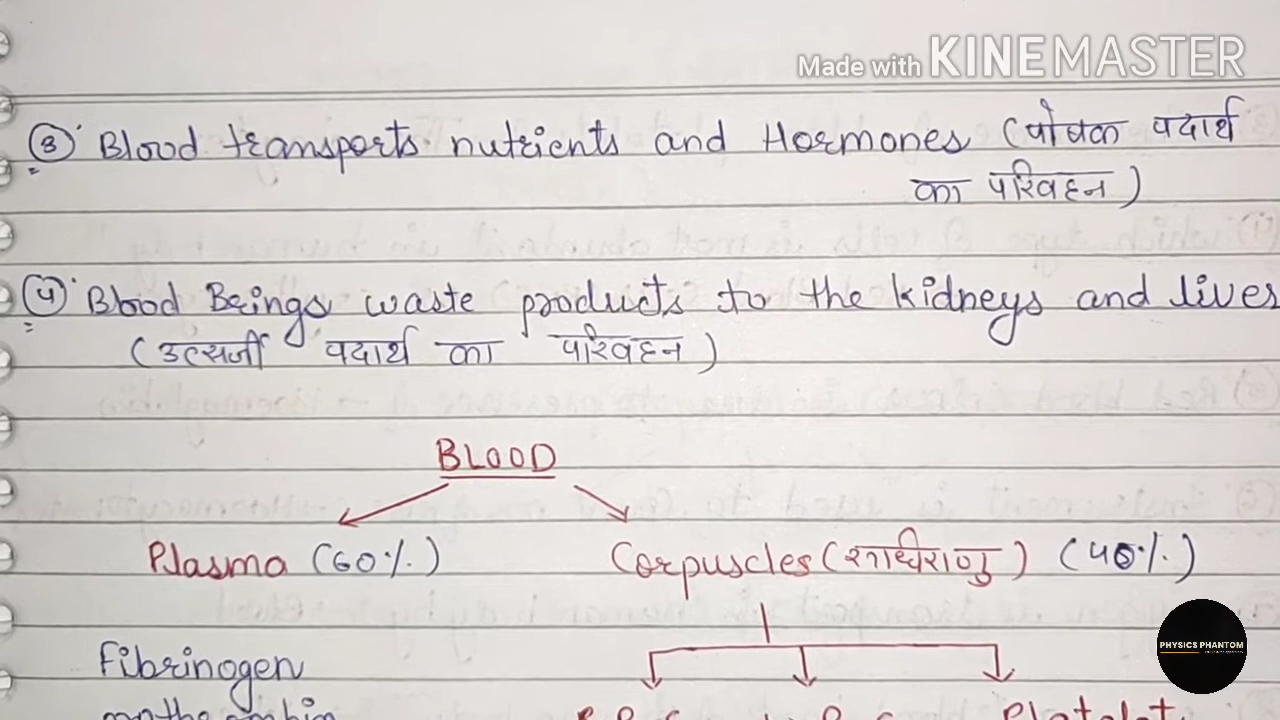 Made with KINEMASTER
③ Blood transports nutrients and Hormones (पोषक पदार्थ
का परिवहन)
④ Blood Brings waste products to the kidneys and liver
(उत्सर्जी पदार्थ का परिवहन)
BLOOD
Plasma (60%) Corpuscles (रूधिराणु) (40%)
PHYSICS PHANTOM
Fibrinogen